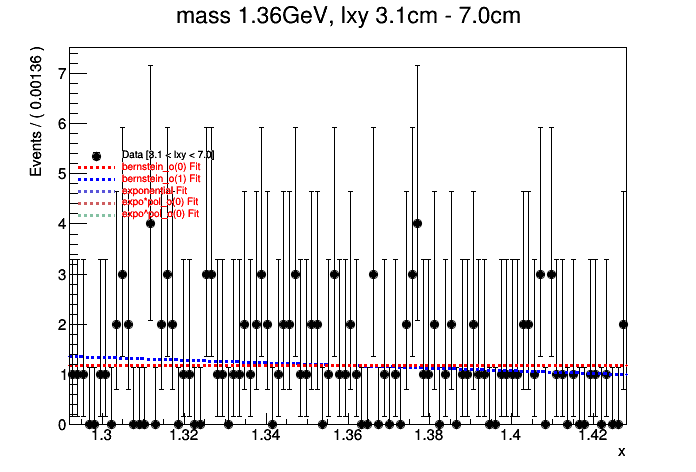 mass 1.36GeV, lxy 3.1cm - 7.0cm
Events / ( 0.00136 )
7
6
5
4
3
2
1
0
Data [3.1 < lxy < 7.0]
bernstein_o(0) Fit
bernstein_o(1) Fit
exponential Fit
expo*pol_o(0) Fit
expo^pol_o(0) Fit
1.3 1.32 1.34 1.36 1.38 1.4 1.42
x